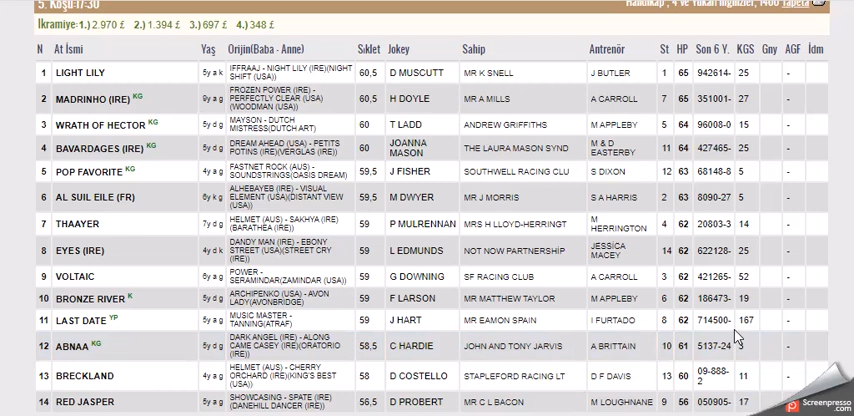 5. Koşu-17:30
Handikap , 4 ve Yukarı İngilizler, 1400 Tapeta
İkramiye: 1.) 2.970 £ 2.) 1.394 £ 3.) 697 £ 4.) 348 £
N At İsmi Yaş Orijin(Baba - Anne) Sıklet Jokey Sahip Antrenör St HP Son 6 Y. KGS Gny AGF İdm
1 LIGHT LILY 5y a k IFFRAAJ - NIGHT LILY (IRE)(NIGHT SHIFT (USA)) 60,5 D MUSCUTT MR K SNELL J BUTLER 1 65 942614- 25 -
2 MADRINHO (IRE) KG 9y a g FROZEN POWER (IRE) - PERFECTLY CLEAR (USA)(WOODMAN (USA)) 60,5 H DOYLE MR A MILLS A CARROLL 7 65 351001- 27 -
3 WRATH OF HECTOR KG 5y d g MAYSON - DUTCH MISTRESS(DUTCH ART) 60 T LADD ANDREW GRIFFITHS M APPLEBY 5 64 96008-0 15 -
4 BAVARDAGES (IRE) KG 5y d g DREAM AHEAD (USA) - PETITS POTINS (IRE)(VERGLAS (IRE)) 60 JOANNA MASON THE LAURA MASON SYND M & D EASTERBY 11 64 427465- 25 -
5 POP FAVORITE KG 4y a g FASTNET ROCK (AUS) - SOUNDSTRINGS(OASIS DREAM) 59,5 J FISHER SOUTHWELL RACING CLU S DIXON 12 63 68148-8 5 -
6 AL SUIL EILE (FR) 6y a k ALHEBAYEB (IRE) - VISUAL ELEMENT (USA)(DISTANT VIEW (USA)) 59,5 M DWYER MR J MORRIS S A HARRIS 2 63 8090-27 5 -
7 THAAYER 7y d g HELMET (AUS) - SAKHYA (IRE)(BARATHEA (IRE)) 59 P MULRENNAN MRS H LLOYD-HERRINGT M HERRINGTON 4 62 20803-3 14 -
8 EYES (IRE) 4y d k DANDY MAN (IRE) - EBONY STREET (USA)(STREET CRY (IRE)) 59 L EDMUNDS NOT NOW PARTNERSHİP JESSİCA MACEY 14 62 622128- 25 -
9 VOLTAIC 6y a g POWER - SERAMINDAR(ZAMINDAR (USA)) 59 G DOWNING SF RACING CLUB A CARROLL 3 62 421265- 52 -
10 BRONZE RIVER K 5y d g ARCHIPENKO (USA) - AVON LADY(AVONBRIDGE) 59 F LARSON MR MATTHEW TAYLOR M APPLEBY 6 62 186473- 19 -
11 LAST DATE YP 5y a g MUSIC MASTER - TANNING(ATRAF) 59 J HART MR EAMON SPAIN I FURTADO 8 62 714500- 167 -
12 ABNAA KG 5y d g DARK ANGEL (IRE) - ALONG CAME CASEY (IRE)(ORATORIO (IRE)) 58,5 C HARDIE JOHN AND TONY JARVIS A BRITTAIN 10 61 5137-24 3 -
13 BRECKLAND 4y a g HELMET (AUS) - CHERRY ORCHARD (IRE)(KING'S BEST (USA)) 58 D COSTELLO STAPLEFORD RACING LT D F DAVIS 13 60 09-888-2 11 -
14 RED JASPER 5y a g SHOWCASING - SPATE (IRE)(DANEHILL DANCER (IRE)) 56,5 D PROBERT MR C L BACON M LOUGHNANE 9 56 050905- 17 -
Screenpresso
.com